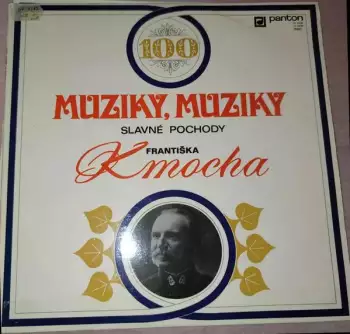 panton
100
MUZIKY, MUZIKY
SLAVNÉ POCHODY
FRANTIŠKA
Kmocha